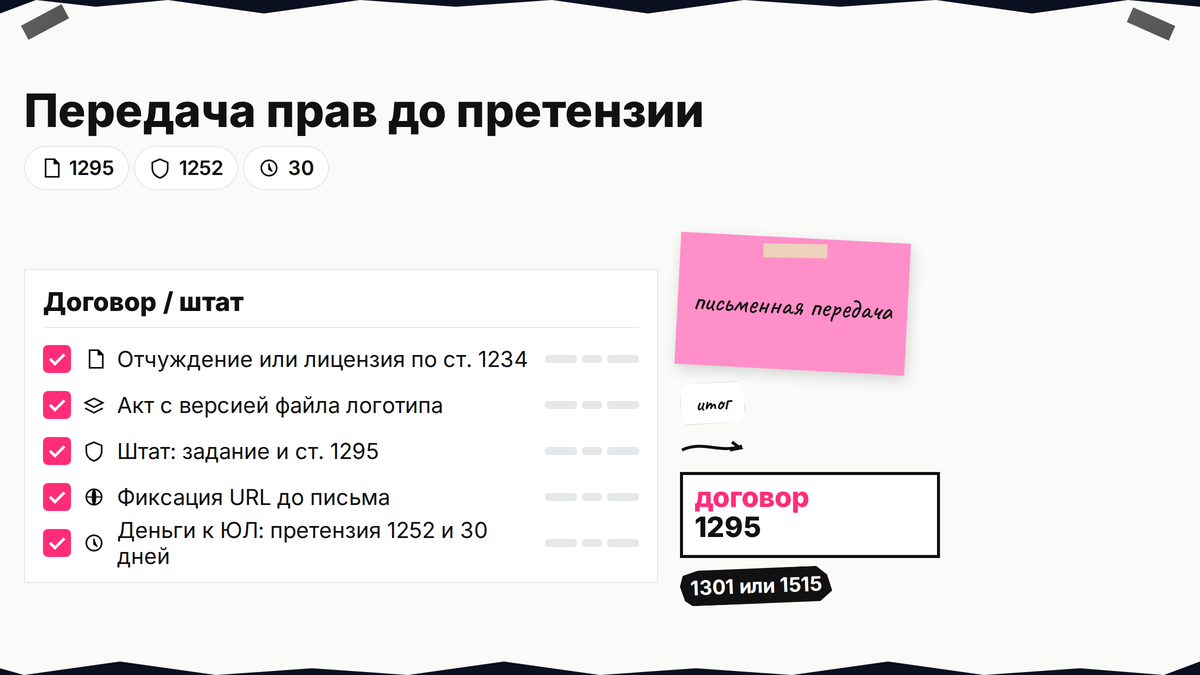 Передача прав до претензии
1295 1252 30
Договор / штат
Отчуждение или лицензия по ст. 1234
Акт с версией файла логотипа
Штат: задание и ст. 1295
Фиксация URL до письма
Деньги к ЮЛ: претензия 1252 и 30
дней
письменная передача
итог
договор
1295
1301 или 1515